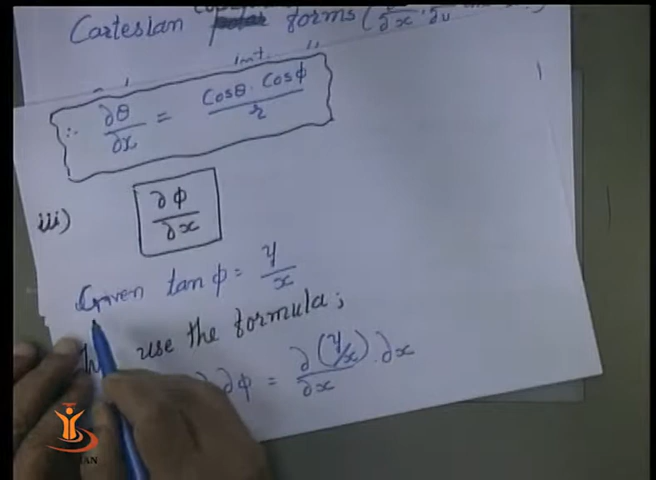 Cartesian forms (∂/∂x, ∂/∂y
∴ ∂θ/∂x = Cosθ · Cosϕ / r
iii) ∂ϕ/∂x
Given tan ϕ = y/x
use the formula;
∂ϕ = ∂(y/x)/∂x · ∂x